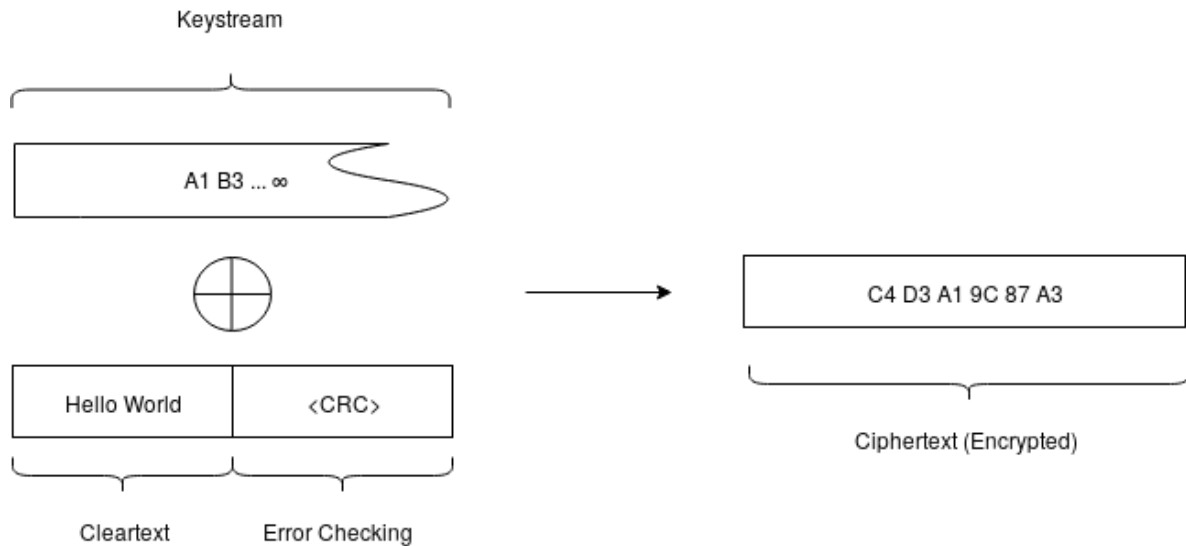 Keystream
A1 B3 ... ∞
C4 D3 A1 9C 87 A3
Hello World
<CRC>
Ciphertext (Encrypted)
Cleartext
Error Checking